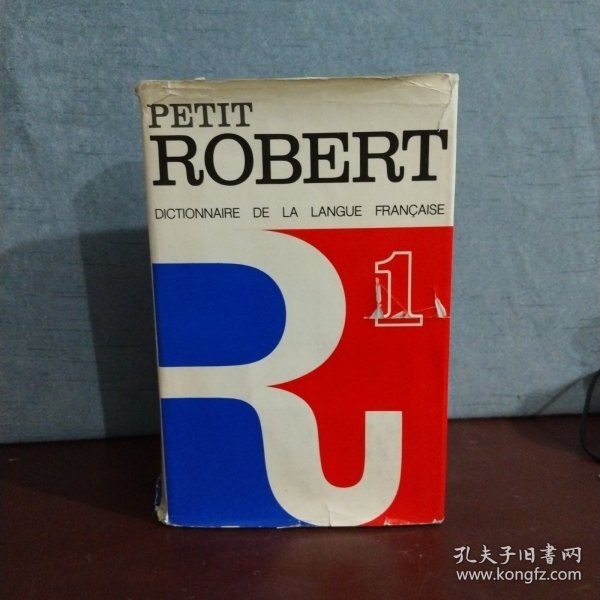 PETIT
ROBERT
DICTIONNAIRE DE LA LANGUE FRANÇAISE
1
R
孔夫子旧书网
www.kongfz.com